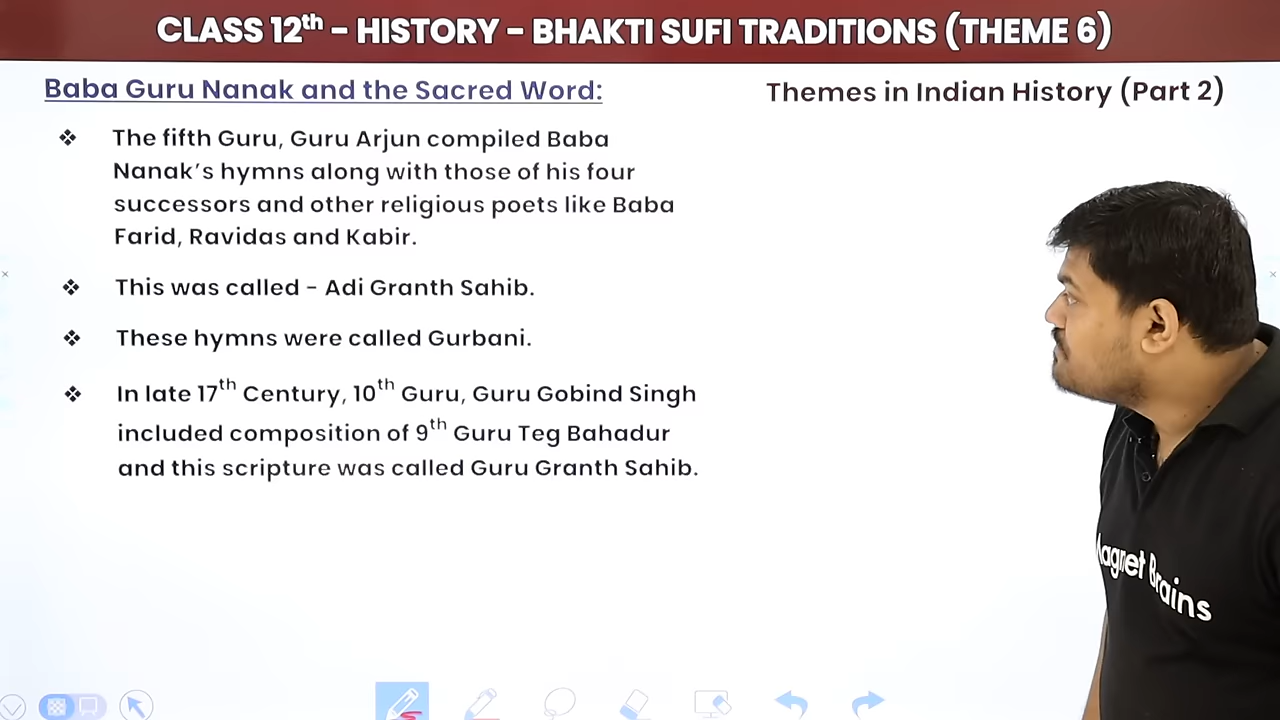 CLASS 12th – HISTORY – BHAKTI SUFI TRADITIONS (THEME 6)
Baba Guru Nanak and the Sacred Word:
Themes in Indian History (Part 2)
❖ The fifth Guru, Guru Arjun compiled Baba
Nanak's hymns along with those of his four
successors and other religious poets like Baba
Farid, Ravidas and Kabir.
❖ This was called – Adi Granth Sahib.
❖ These hymns were called Gurbani.
❖ In late 17th Century, 10th Guru, Guru Gobind Singh
included composition of 9th Guru Teg Bahadur
and this scripture was called Guru Granth Sahib.
Magnet Brains